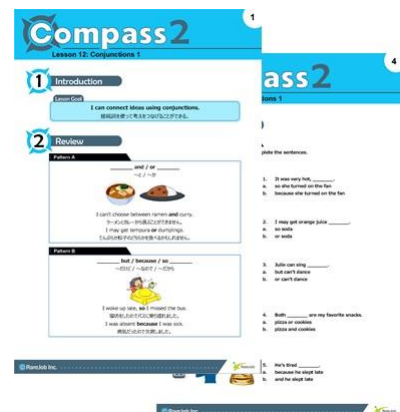 1
Compass 2
Lesson 12: Conjunctions 1
1 Introduction
Lesson Goal
I can connect ideas using conjunctions.
接続詞を使って考えをつなげることができる。
2 Review
Pattern A
_______ and / or _______
～と / ～か
I can't choose between ramen and curry.
I may get tempura or dumplings.
Pattern B
_______, but / because / so _______
I woke up late, so I missed the bus.
I was absent because I was sick.
© RareJob Inc.
4
ass 2
ions 1
plete the sentences.
1. It was very hot, _______.
a. so she turned on the fan
b. because she turned on the fan
2. I may get orange juice _______.
a. so soda
b. or soda
3. Julie can sing _______.
a. but can't dance
b. or can't dance
4. Both _______ are my favorite snacks.
a. pizza or cookies
b. pizza and cookies
5. He's tired _______.
a. because he slept late
b. and he slept late